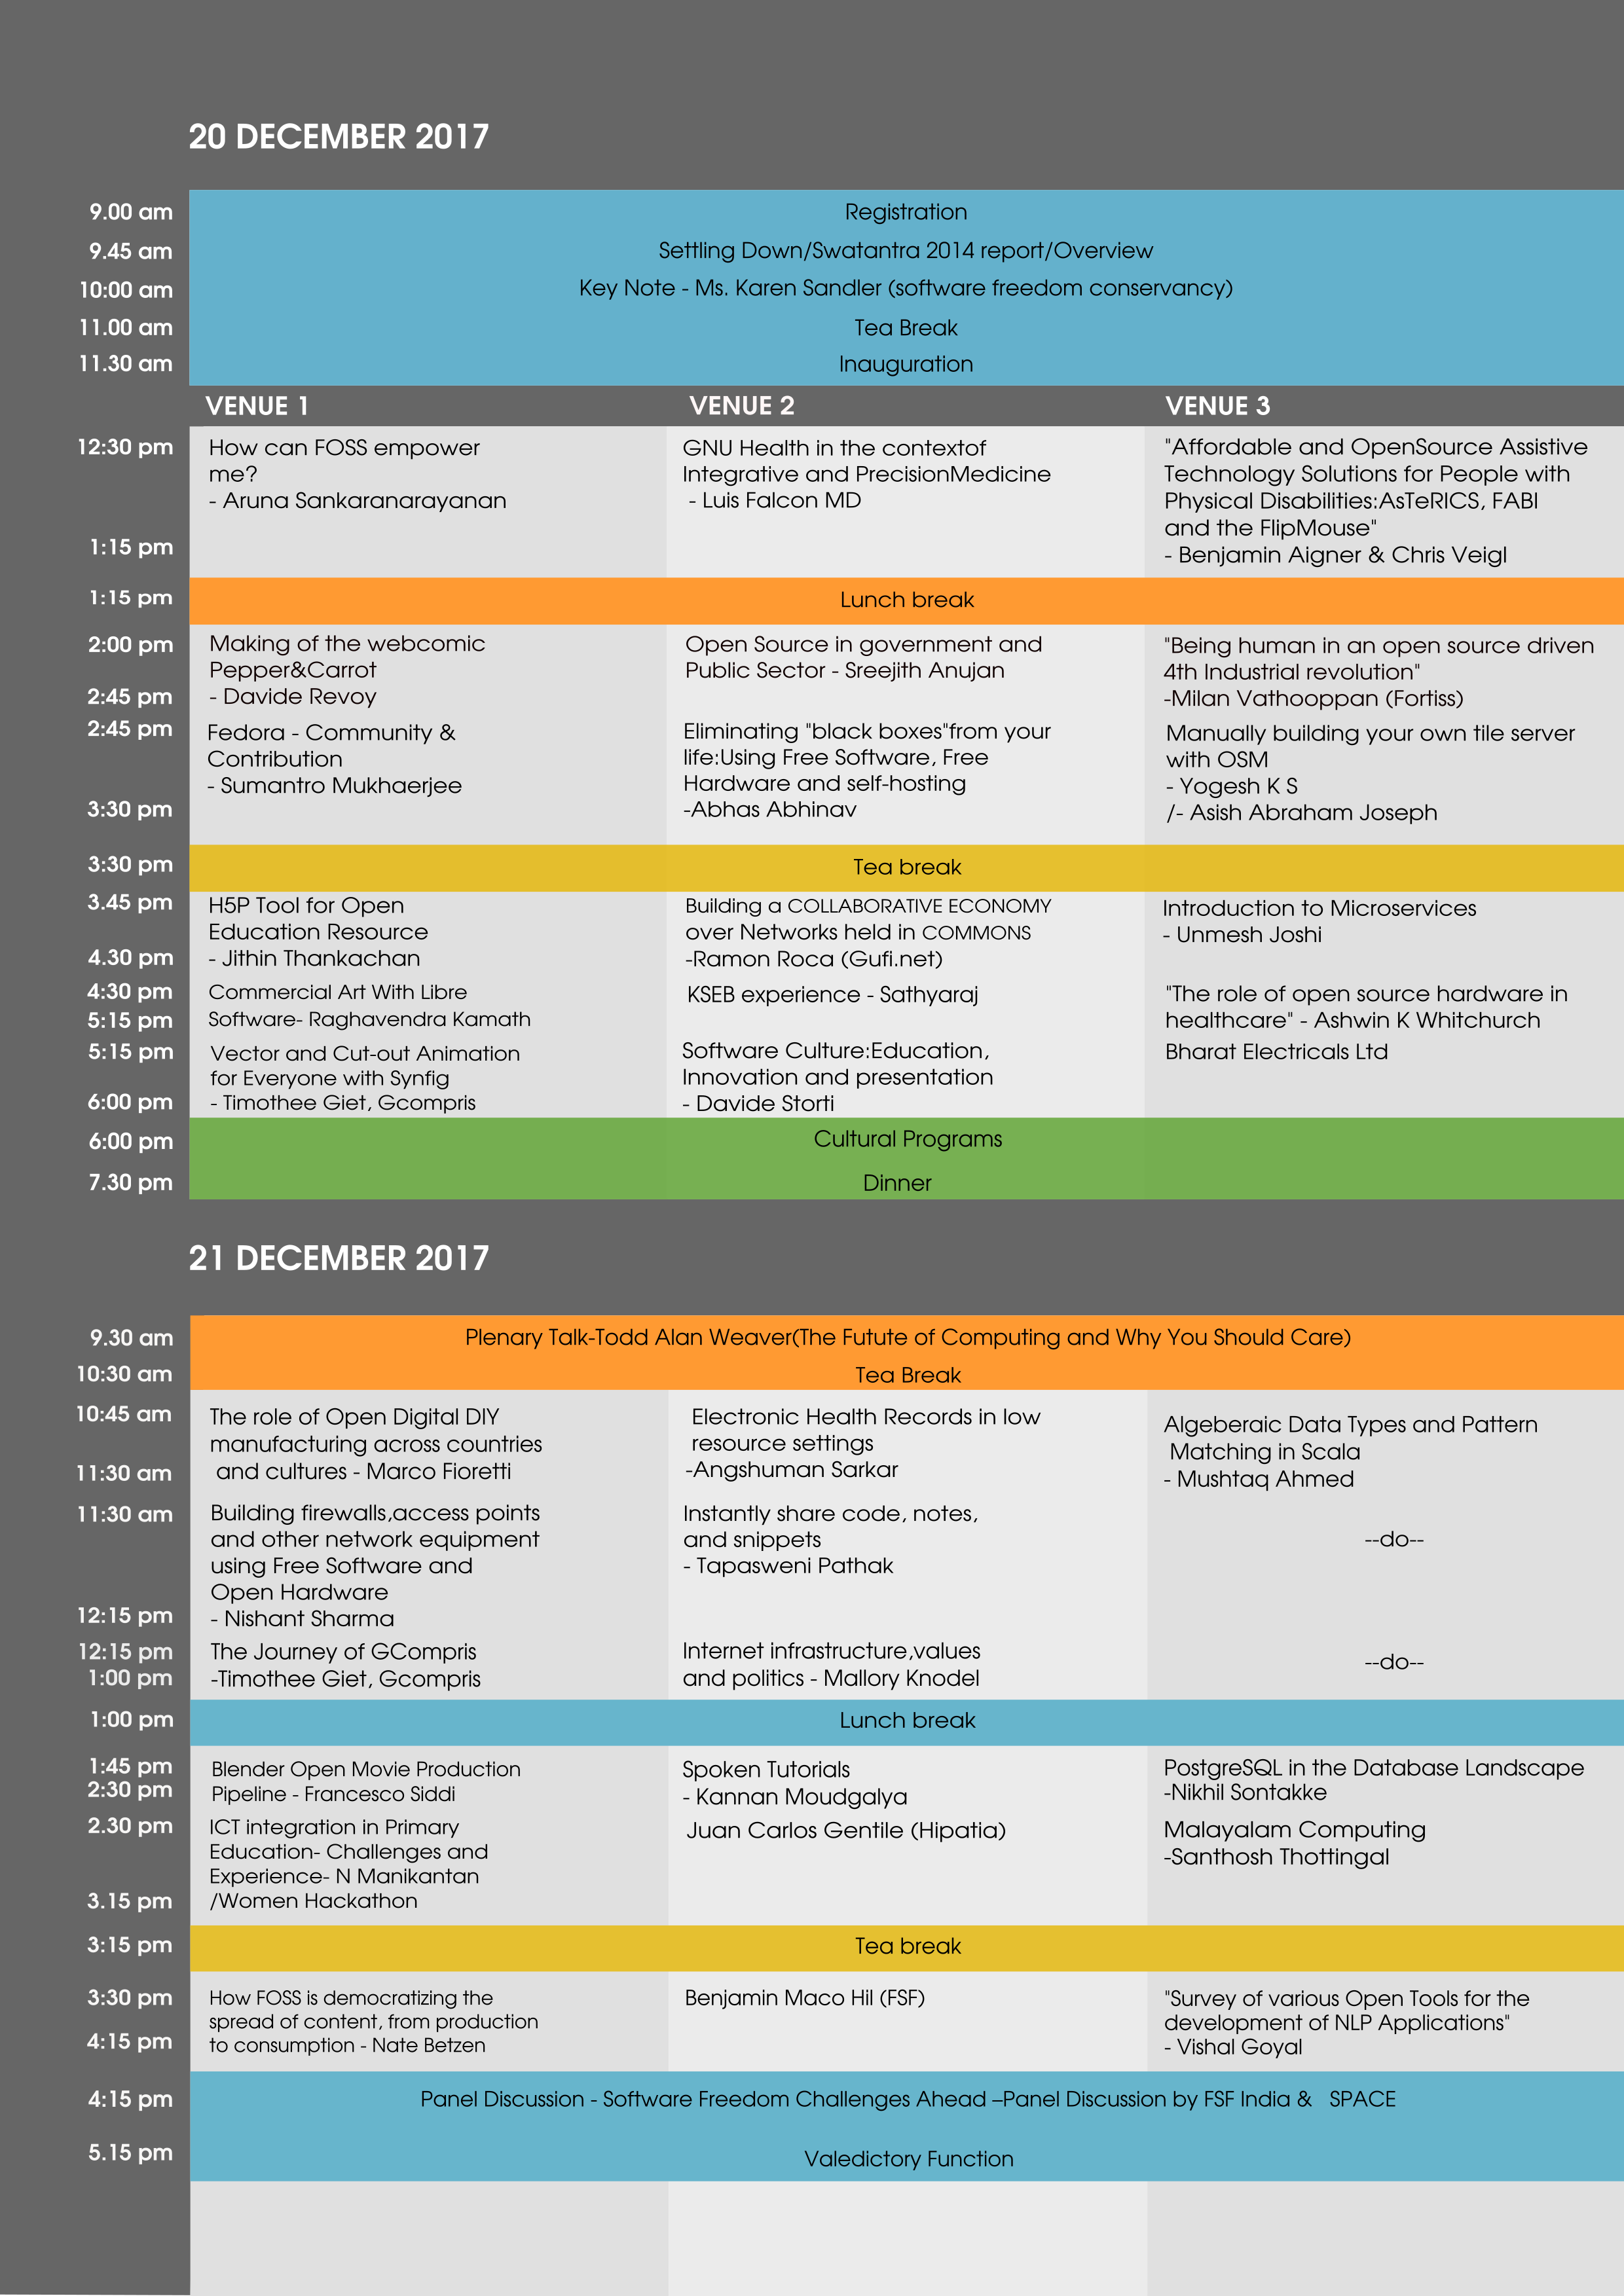 20 DECEMBER 2017
9.00 am
Registration
9.45 am
Settling Down/Swatantra 2014 report/Overview
10:00 am
Key Note - Ms. Karen Sandler (software freedom conservancy)
11.00 am
Tea Break
11.30 am
Inauguration
VENUE 1
VENUE 2
VENUE 3
12:30 pm
1:15 pm
How can FOSS empower
me?
- Aruna Sankaranarayanan
GNU Health in the contextof
Integrative and PrecisionMedicine
- Luis Falcon MD
"Affordable and OpenSource Assistive
Technology Solutions for People with
Physical Disabilities:AsTeRICS, FABI
and the FlipMouse"
- Benjamin Aigner & Chris Veigl
1:15 pm
Lunch break
2:00 pm
2:45 pm
Making of the webcomic
Pepper&Carrot
- Davide Revoy
Open Source in government and
Public Sector - Sreejith Anujan
"Being human in an open source driven
4th Industrial revolution"
-Milan Vathooppan (Fortiss)
2:45 pm
3:30 pm
Fedora - Community &
Contribution
- Sumantro Mukhaerjee
Eliminating "black boxes"from your
life:Using Free Software, Free
Hardware and self-hosting
-Abhas Abhinav
Manually building your own tile server
with OSM
- Yogesh K S
/- Asish Abraham Joseph
3:30 pm
Tea break
3.45 pm
4.30 pm
H5P Tool for Open
Education Resource
- Jithin Thankachan
Building a COLLABORATIVE ECONOMY
over Networks held in COMMONS
-Ramon Roca (Gufi.net)
Introduction to Microservices
- Unmesh Joshi
4:30 pm
5:15 pm
Commercial Art With Libre
Software- Raghavendra Kamath
KSEB experience - Sathyaraj
"The role of open source hardware in
healthcare" - Ashwin K Whitchurch
5:15 pm
6:00 pm
Vector and Cut-out Animation
for Everyone with Synfig
- Timothee Giet, Gcompris
Software Culture:Education,
Innovation and presentation
- Davide Storti
Bharat Electricals Ltd
6:00 pm
Cultural Programs
7.30 pm
Dinner
21 DECEMBER 2017
9.30 am
Plenary Talk-Todd Alan Weaver(The Futute of Computing and Why You Should Care)
10:30 am
Tea Break
10:45 am
11:30 am
The role of Open Digital DIY
manufacturing across countries
and cultures - Marco Fioretti
Electronic Health Records in low
resource settings
-Angshuman Sarkar
Algeberaic Data Types and Pattern
Matching in Scala
- Mushtaq Ahmed
11:30 am
12:15 pm
Building firewalls,access points
and other network equipment
using Free Software and
Open Hardware
- Nishant Sharma
Instantly share code, notes,
and snippets
- Tapasweni Pathak
--do--
12:15 pm
1:00 pm
The Journey of GCompris
-Timothee Giet, Gcompris
Internet infrastructure,values
and politics - Mallory Knodel
--do--
1:00 pm
Lunch break
1:45 pm
2:30 pm
Blender Open Movie Production
Pipeline - Francesco Siddi
Spoken Tutorials
- Kannan Moudgalya
PostgreSQL in the Database Landscape
-Nikhil Sontakke
2.30 pm
3.15 pm
ICT integration in Primary
Education- Challenges and
Experience- N Manikantan
/Women Hackathon
Juan Carlos Gentile (Hipatia)
Malayalam Computing
-Santhosh Thottingal
3:15 pm
Tea break
3:30 pm
4:15 pm
How FOSS is democratizing the
spread of content, from production
to consumption - Nate Betzen
Benjamin Maco Hil (FSF)
"Survey of various Open Tools for the
development of NLP Applications"
- Vishal Goyal
4:15 pm
Panel Discussion - Software Freedom Challenges Ahead –Panel Discussion by FSF India & SPACE
5.15 pm
Valedictory Function